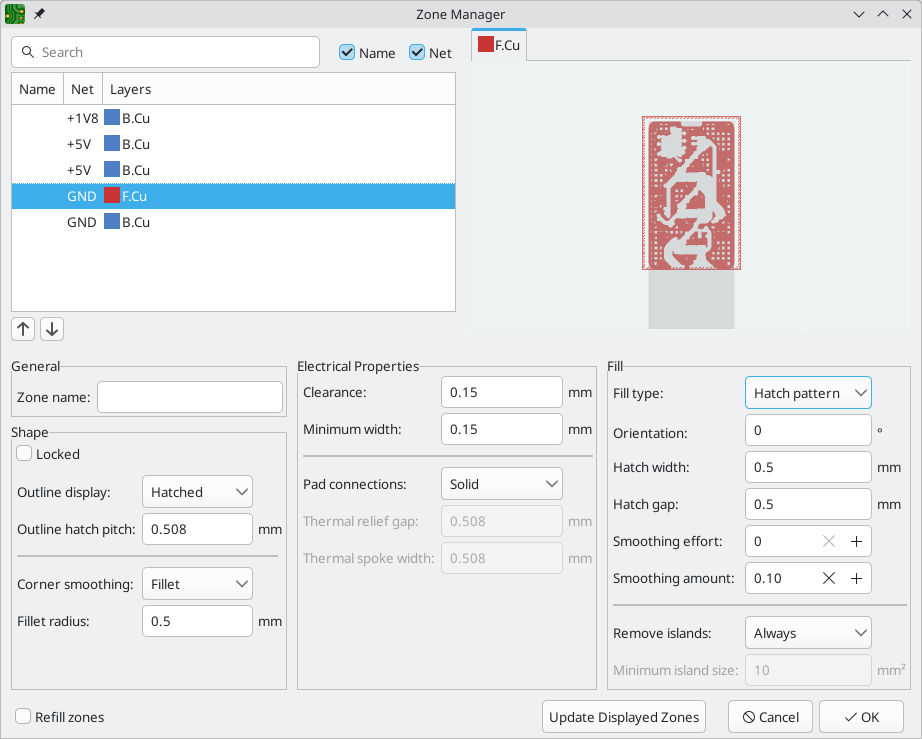 Zone Manager
Search
Name
Net
F.Cu
Name Net Layers
+1V8 B.Cu
+5V B.Cu
+5V B.Cu
GND F.Cu
GND B.Cu
General
Zone name:
Shape
Locked
Outline display: Hatched
Outline hatch pitch: 0.508 mm
Corner smoothing: Fillet
Fillet radius: 0.5 mm
Electrical Properties
Clearance: 0.15 mm
Minimum width: 0.15 mm
Pad connections: Solid
Thermal relief gap: 0.508 mm
Thermal spoke width: 0.508 mm
Fill
Fill type: Hatch pattern
Orientation: 0 °
Hatch width: 0.5 mm
Hatch gap: 0.5 mm
Smoothing effort: 0
Smoothing amount: 0.10
Remove islands: Always
Minimum island size: 10 mm²
Refill zones
Update Displayed Zones
Cancel
OK